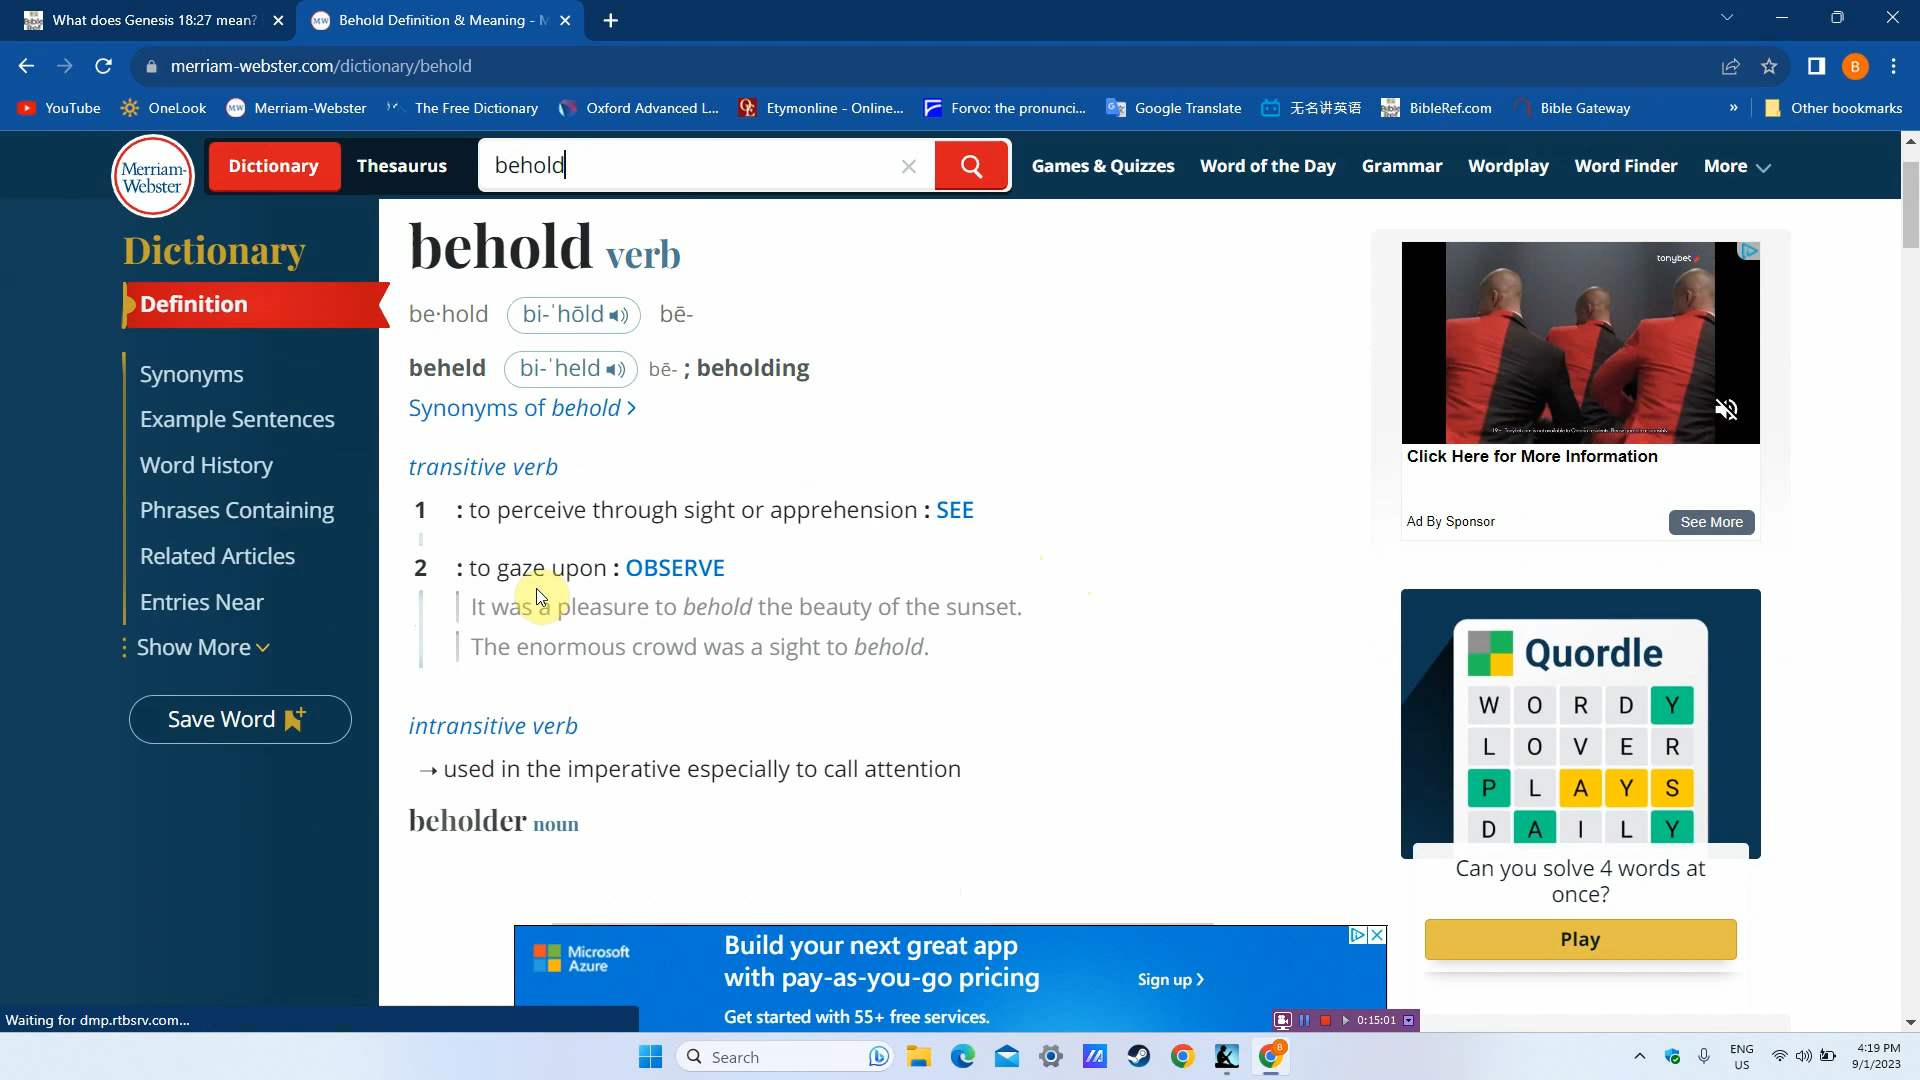 What does Genesis 18:27 mean?
Behold Definition & Meaning - M
merriam-webster.com/dictionary/behold
B
YouTube
OneLook
MW
Merriam-Webster
The Free Dictionary
Oxford Advanced L...
Etymonline - Online...
Forvo: the pronunci...
Google Translate
无名讲英语
BibleRef.com
Bible Gateway
»
Other bookmarks
Merriam-
Webster
Dictionary
Thesaurus
behold
Games & Quizzes
Word of the Day
Grammar
Wordplay
Word Finder
More
Dictionary
Definition
Synonyms
Example Sentences
Word History
Phrases Containing
Related Articles
Entries Near
Show More
Save Word
behold verb
be·hold bi-ˈhōld bē-
beheld bi-ˈheld bē- ; beholding
Synonyms of behold >
transitive verb
1 : to perceive through sight or apprehension : SEE
2 : to gaze upon : OBSERVE
It was a pleasure to behold the beauty of the sunset.
The enormous crowd was a sight to behold.
intransitive verb
→ used in the imperative especially to call attention
beholder noun
tonybet
Click Here for More Information
Ad By Sponsor
See More
Quordle
W O R D Y
L O V E R
P L A Y S
D A I L Y
Can you solve 4 words at
once?
Play
Microsoft
Azure
Build your next great app
with pay-as-you-go pricing
Get started with 55+ free services.
Sign up >
Waiting for dmp.rtbsrv.com...
0:15:01
Search
B
ENG
US
4:19 PM
9/1/2023